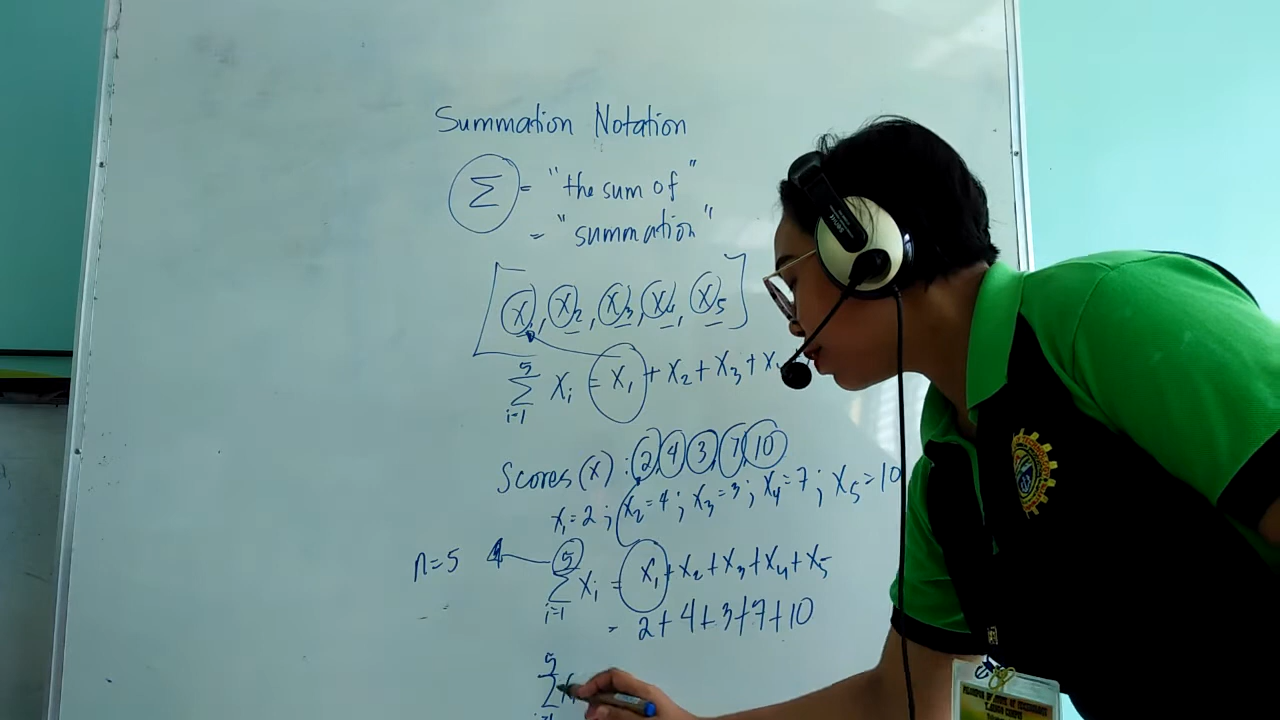 Summation Notation
Σ = "the sum of"
= "summation"
[X1, X2, X3, X4, X5]
5
Σ Xi = X1 + X2 + X3 + X
i=1
Scores (x) : 2, 4, 3, 7, 10
X1=2 ; X2=4 ; X3=3 ; X4=7 ; X5=10
n=5
5
Σ Xi = X1 + X2 + X3 + X4 + X5
i=1
= 2+4+3+7+10
5
Σ X